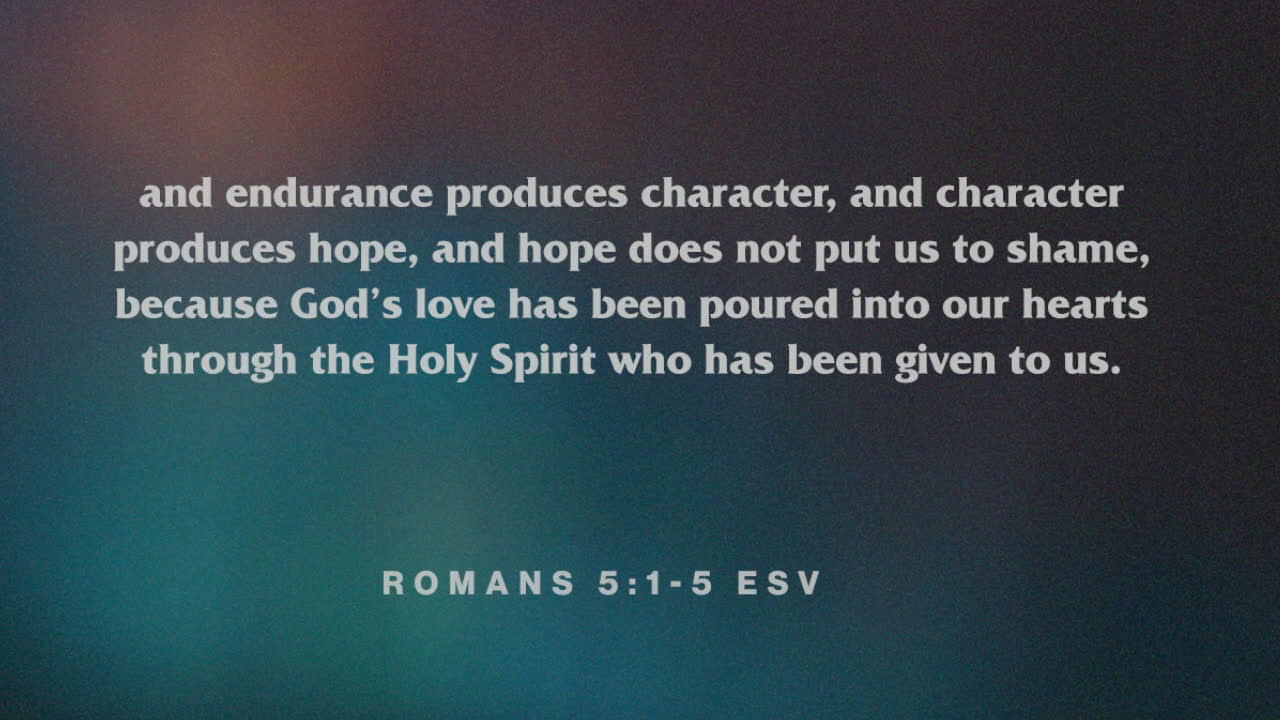 and endurance produces character, and character
produces hope, and hope does not put us to shame,
because God’s love has been poured into our hearts
through the Holy Spirit who has been given to us.
ROMANS 5:1-5 ESV